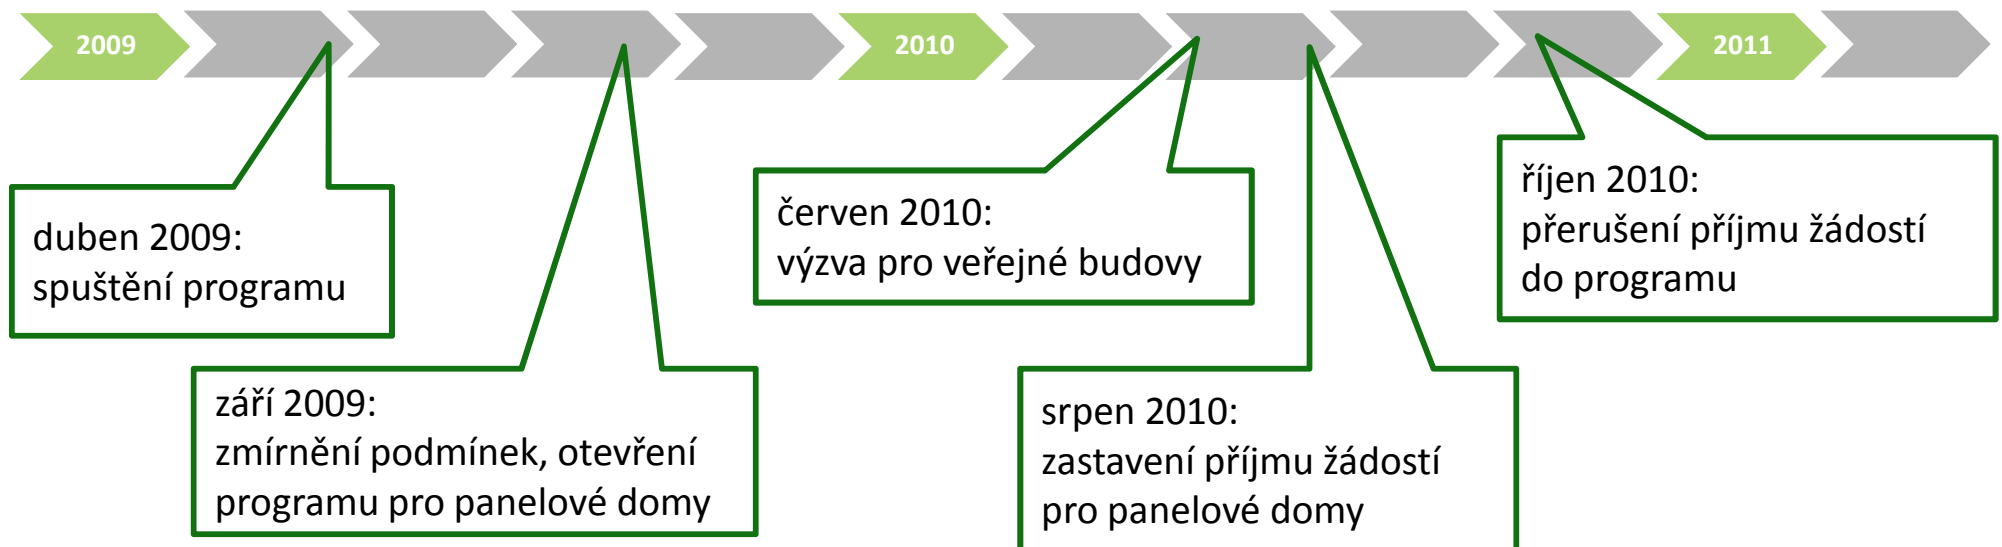 2009
2010
2011
duben 2009:
spuštění programu
září 2009:
zmírnění podmínek, otevření
programu pro panelové domy
červen 2010:
výzva pro veřejné budovy
srpen 2010:
zastavení příjmu žádostí
pro panelové domy
říjen 2010:
přerušení příjmu žádostí
do programu